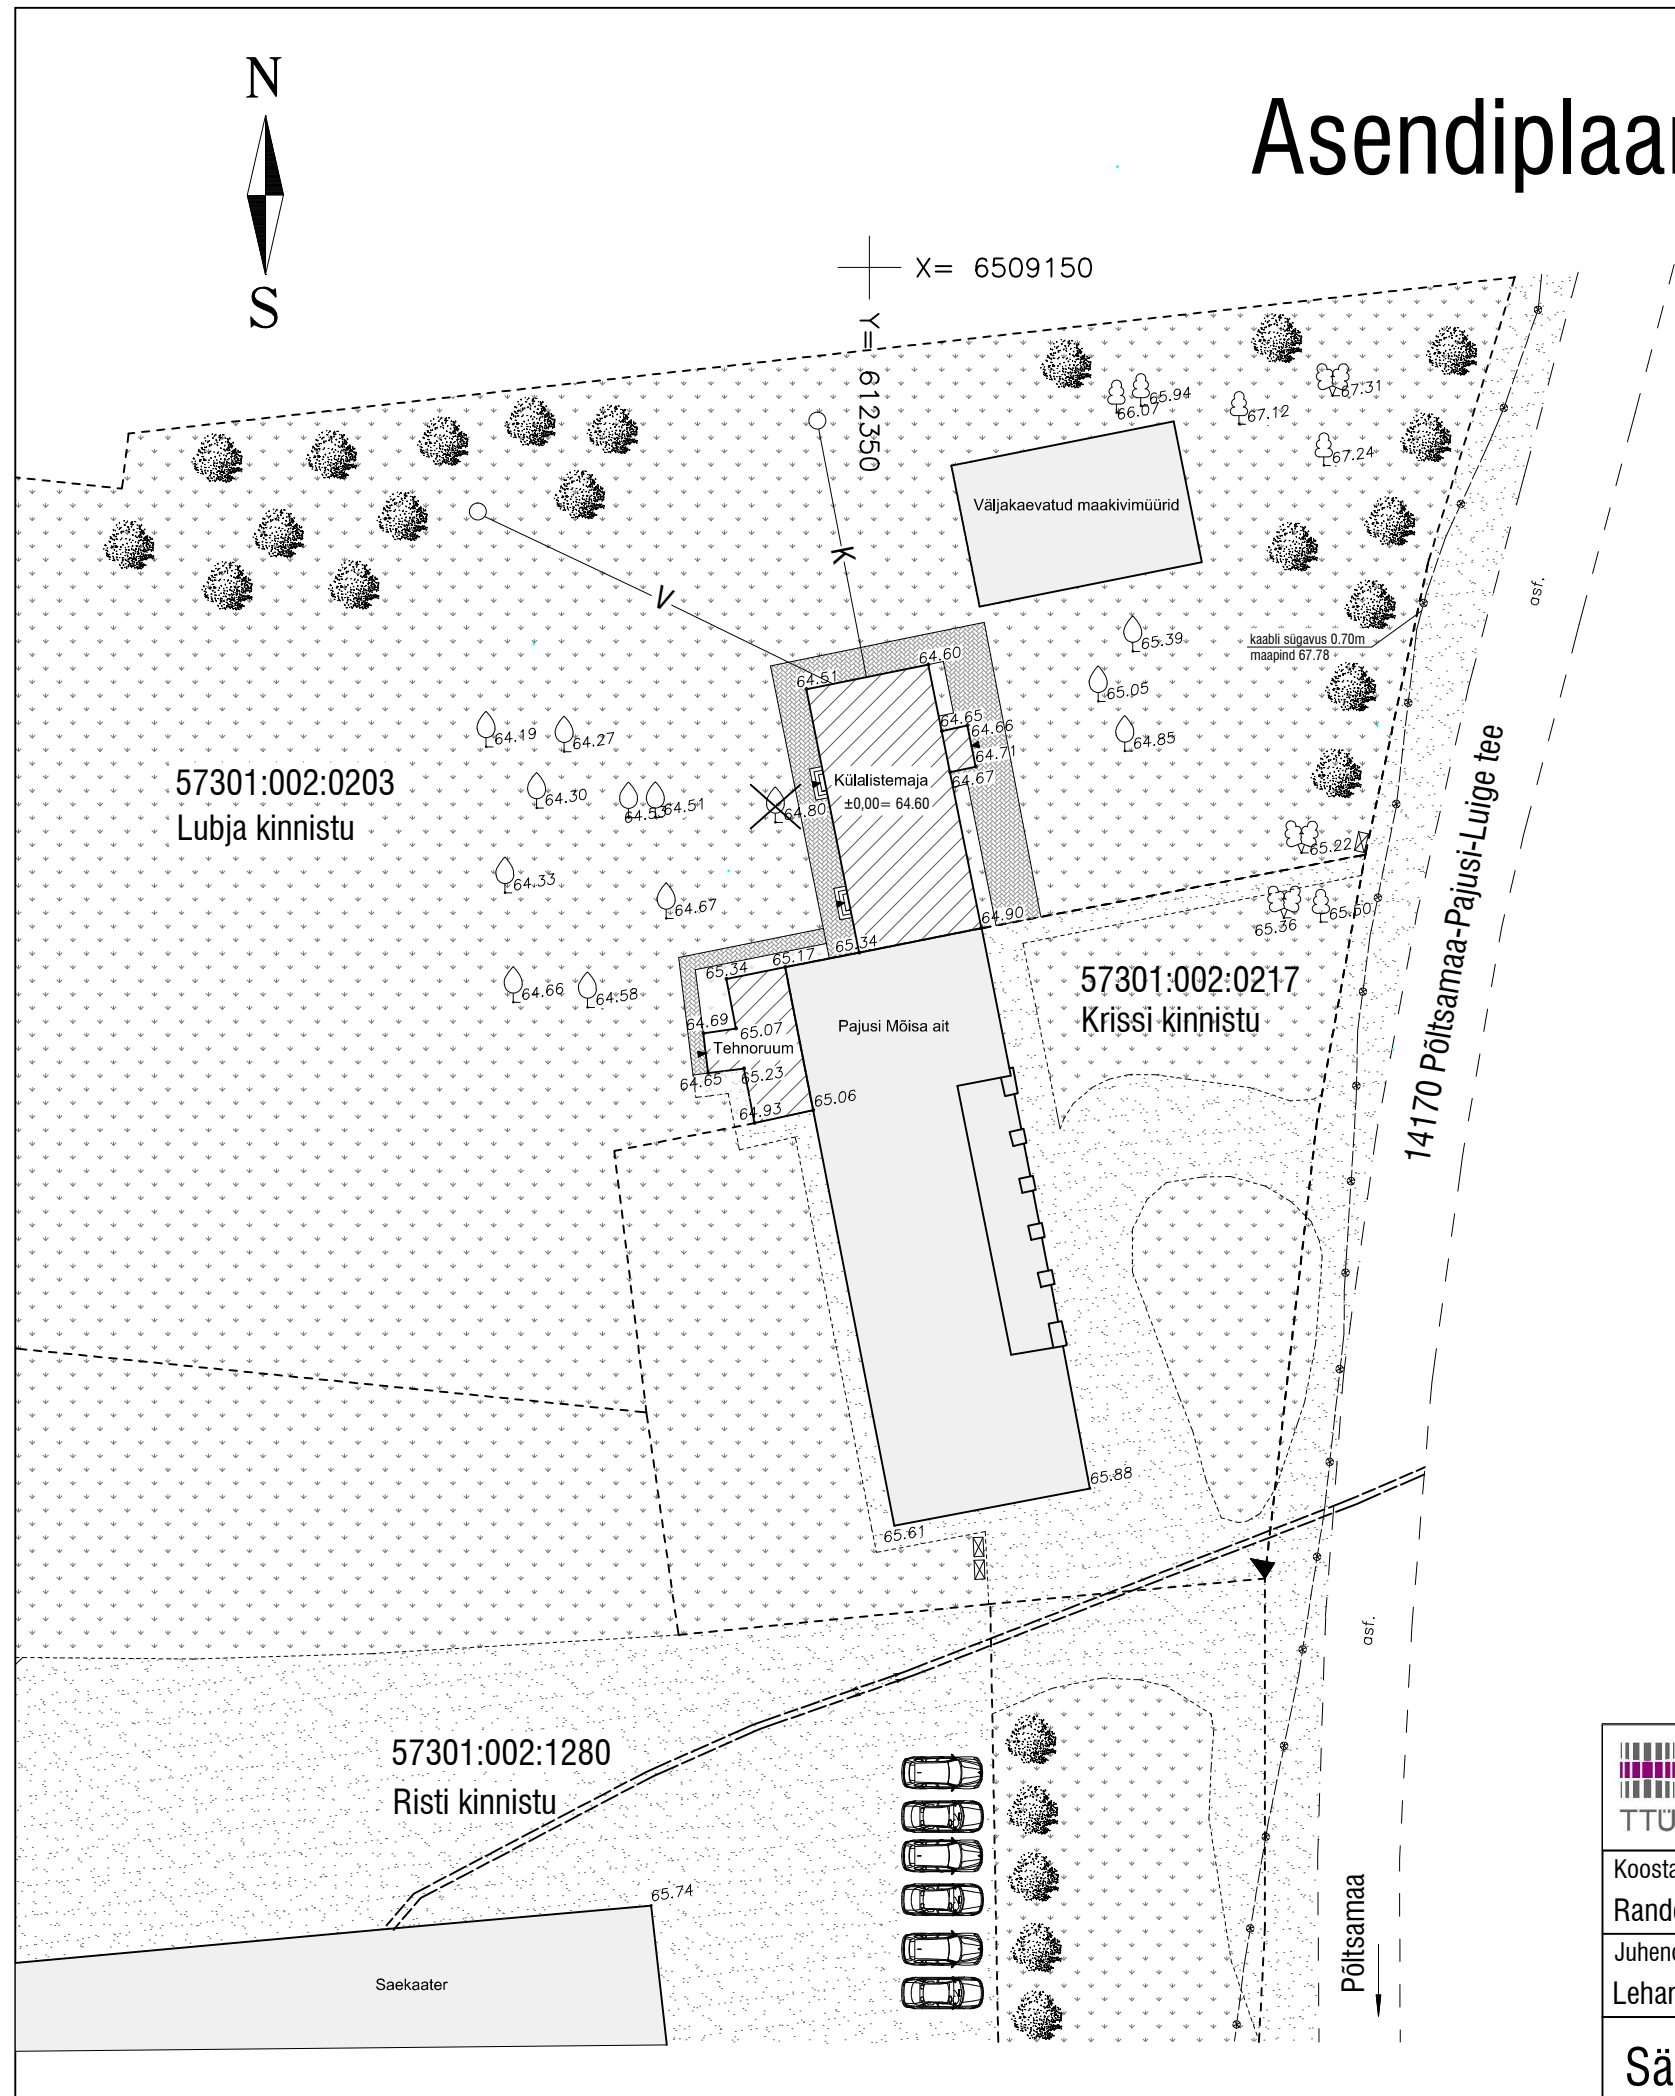 N
S
X= 6509150
Y= 612350
65.94
66.07
67.12
67.31
67.24
Väljakaevatud maakivimüürid
K
V
asf.
kaabli sügavus 0.70m
maapind 67.78
65.39
65.05
64.85
64.60
64.51
64.65
64.66
64.71
64.67
Külalistemaja
±0,00= 64.60
64.19
64.27
64.30
64.53
64.51
64.80
57301:002:0203
Lubja kinnistu
64.33
64.67
65.22
65.50
65.36
64.90
65.34
65.17
65.34
64.66
64.58
57301:002:0217
Krissi kinnistu
14170 Põltsamaa-Pajusi-Luige tee
Pajusi Mõisa ait
64.69
65.07
Tehnoruum
64.65
65.23
64.93
65.06
65.88
65.61
asf.
57301:002:1280
Risti kinnistu
65.74
Saekaater
Põltsamaa
TTÜ